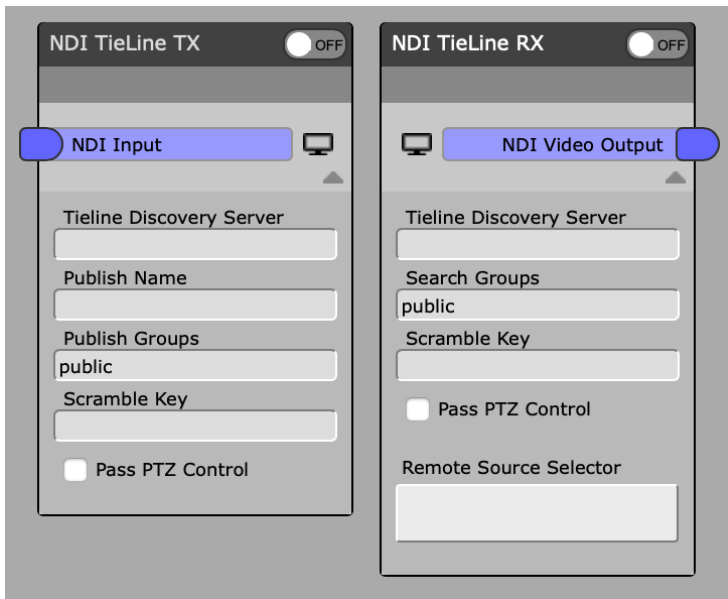 NDI TieLine TX
OFF
NDI Input
Tieline Discovery Server
Publish Name
Publish Groups
public
Scramble Key
Pass PTZ Control
NDI TieLine RX
OFF
NDI Video Output
Tieline Discovery Server
Search Groups
public
Scramble Key
Pass PTZ Control
Remote Source Selector